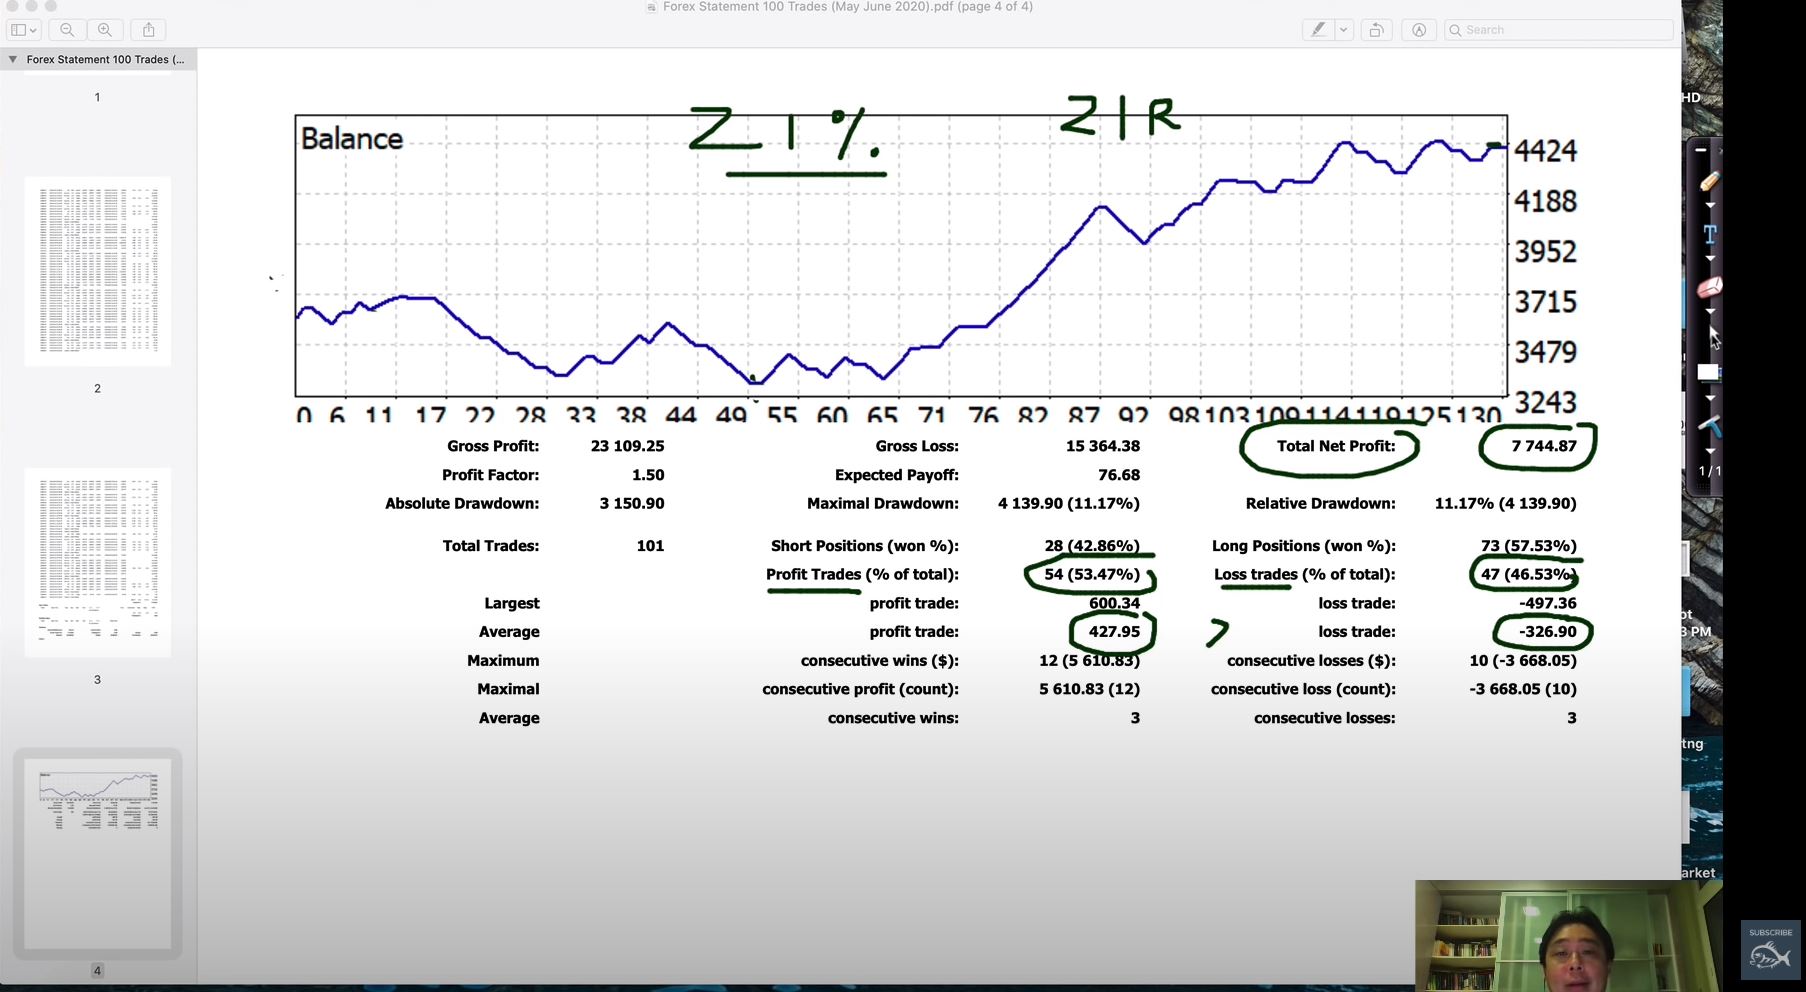 Forex Statement 100 Trades (May June 2020).pdf (page 4 of 4)
Search
Forex Statement 100 Trades (...
1
2
3
4
Balance
21%.
21R
4424
4188
3952
3715
3479
3243
0 6 11 17 22 28 33 38 44 49 55 60 65 71 76 82 87 92 98 103 109 114 119 125 130
Gross Profit: 23 109.25 Gross Loss: 15 364.38 Total Net Profit: 7 744.87
Profit Factor: 1.50 Expected Payoff: 76.68
Absolute Drawdown: 3 150.90 Maximal Drawdown: 4 139.90 (11.17%) Relative Drawdown: 11.17% (4 139.90)
Total Trades: 101 Short Positions (won %): 28 (42.86%) Long Positions (won %): 73 (57.53%)
Profit Trades (% of total): 54 (53.47%) Loss trades (% of total): 47 (46.53%)
Largest profit trade: 600.34 loss trade: -497.36
Average profit trade: 427.95 > loss trade: -326.90
Maximum consecutive wins ($): 12 (5 610.83) consecutive losses ($): 10 (-3 668.05)
Maximal consecutive profit (count): 5 610.83 (12) consecutive loss (count): -3 668.05 (10)
Average consecutive wins: 3 consecutive losses: 3
HD
T
1/1
3 PM
tng
arket
SUBSCRIBE